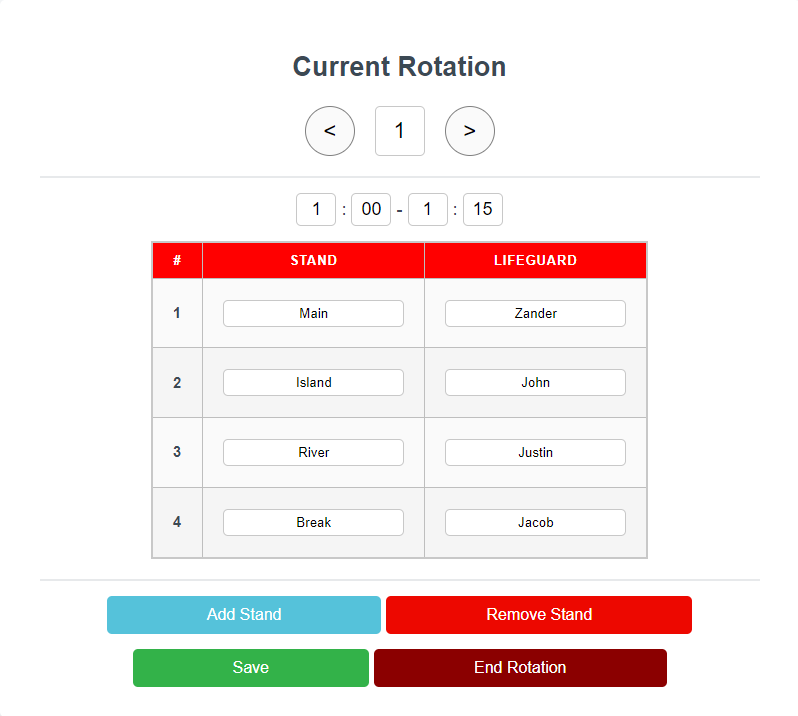 Current Rotation
< 1 >
1 : 00 - 1 : 15
# STAND LIFEGUARD
1 Main Zander
2 Island John
3 River Justin
4 Break Jacob
Add Stand Remove Stand
Save End Rotation